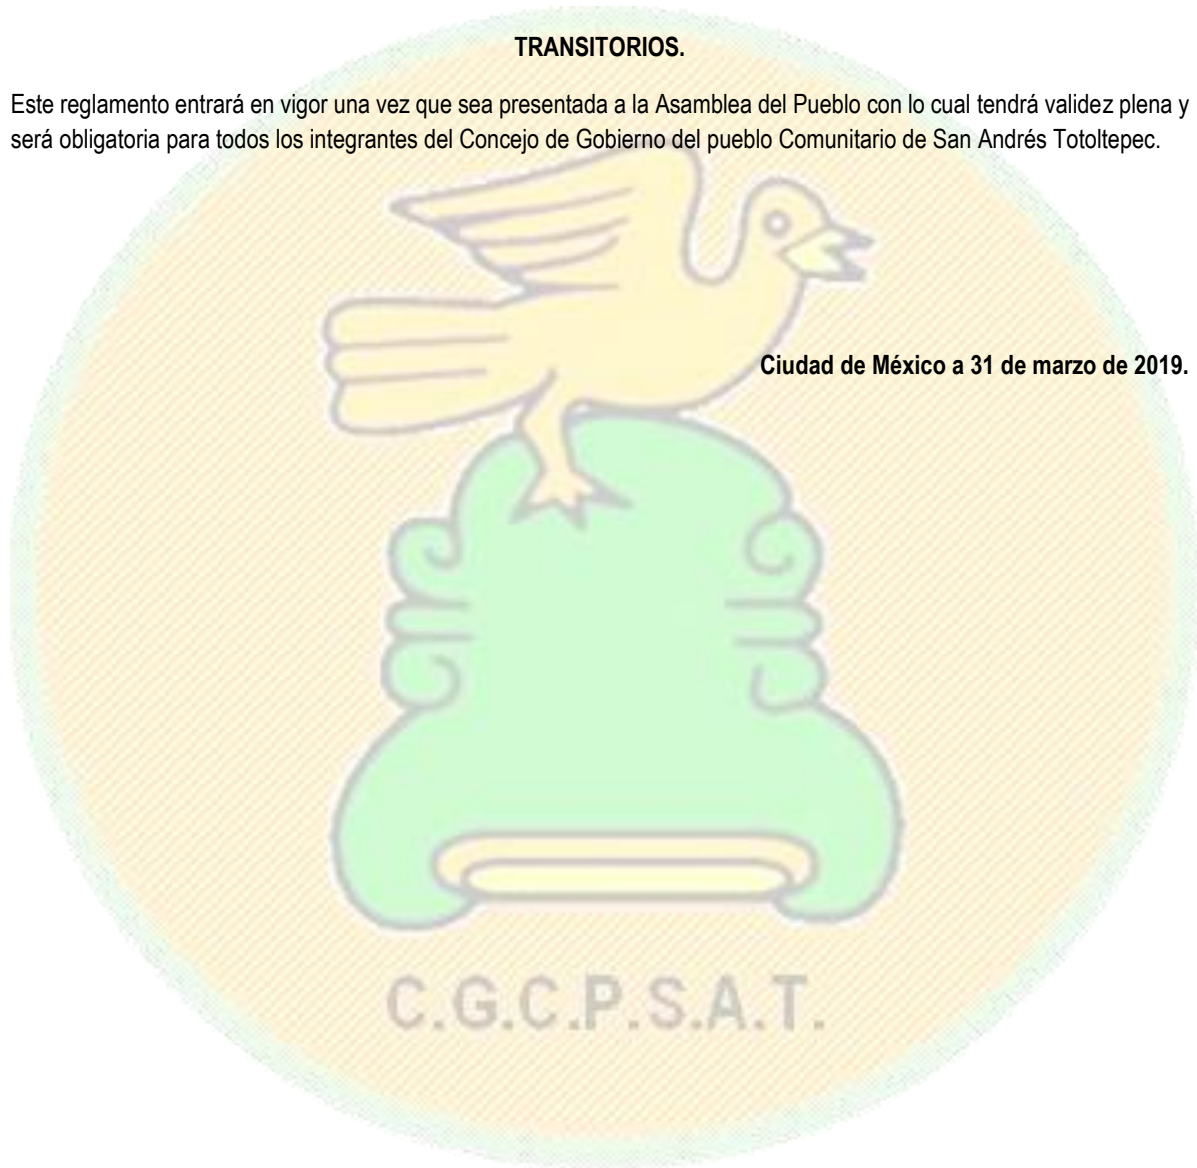 TRANSITORIOS.
Este reglamento entrará en vigor una vez que sea presentada a la Asamblea del Pueblo con lo cual tendrá validez plena y
será obligatoria para todos los integrantes del Concejo de Gobierno del pueblo Comunitario de San Andrés Totoltepec.
Ciudad de México a 31 de marzo de 2019.
C.G.C.P.S.A.T.